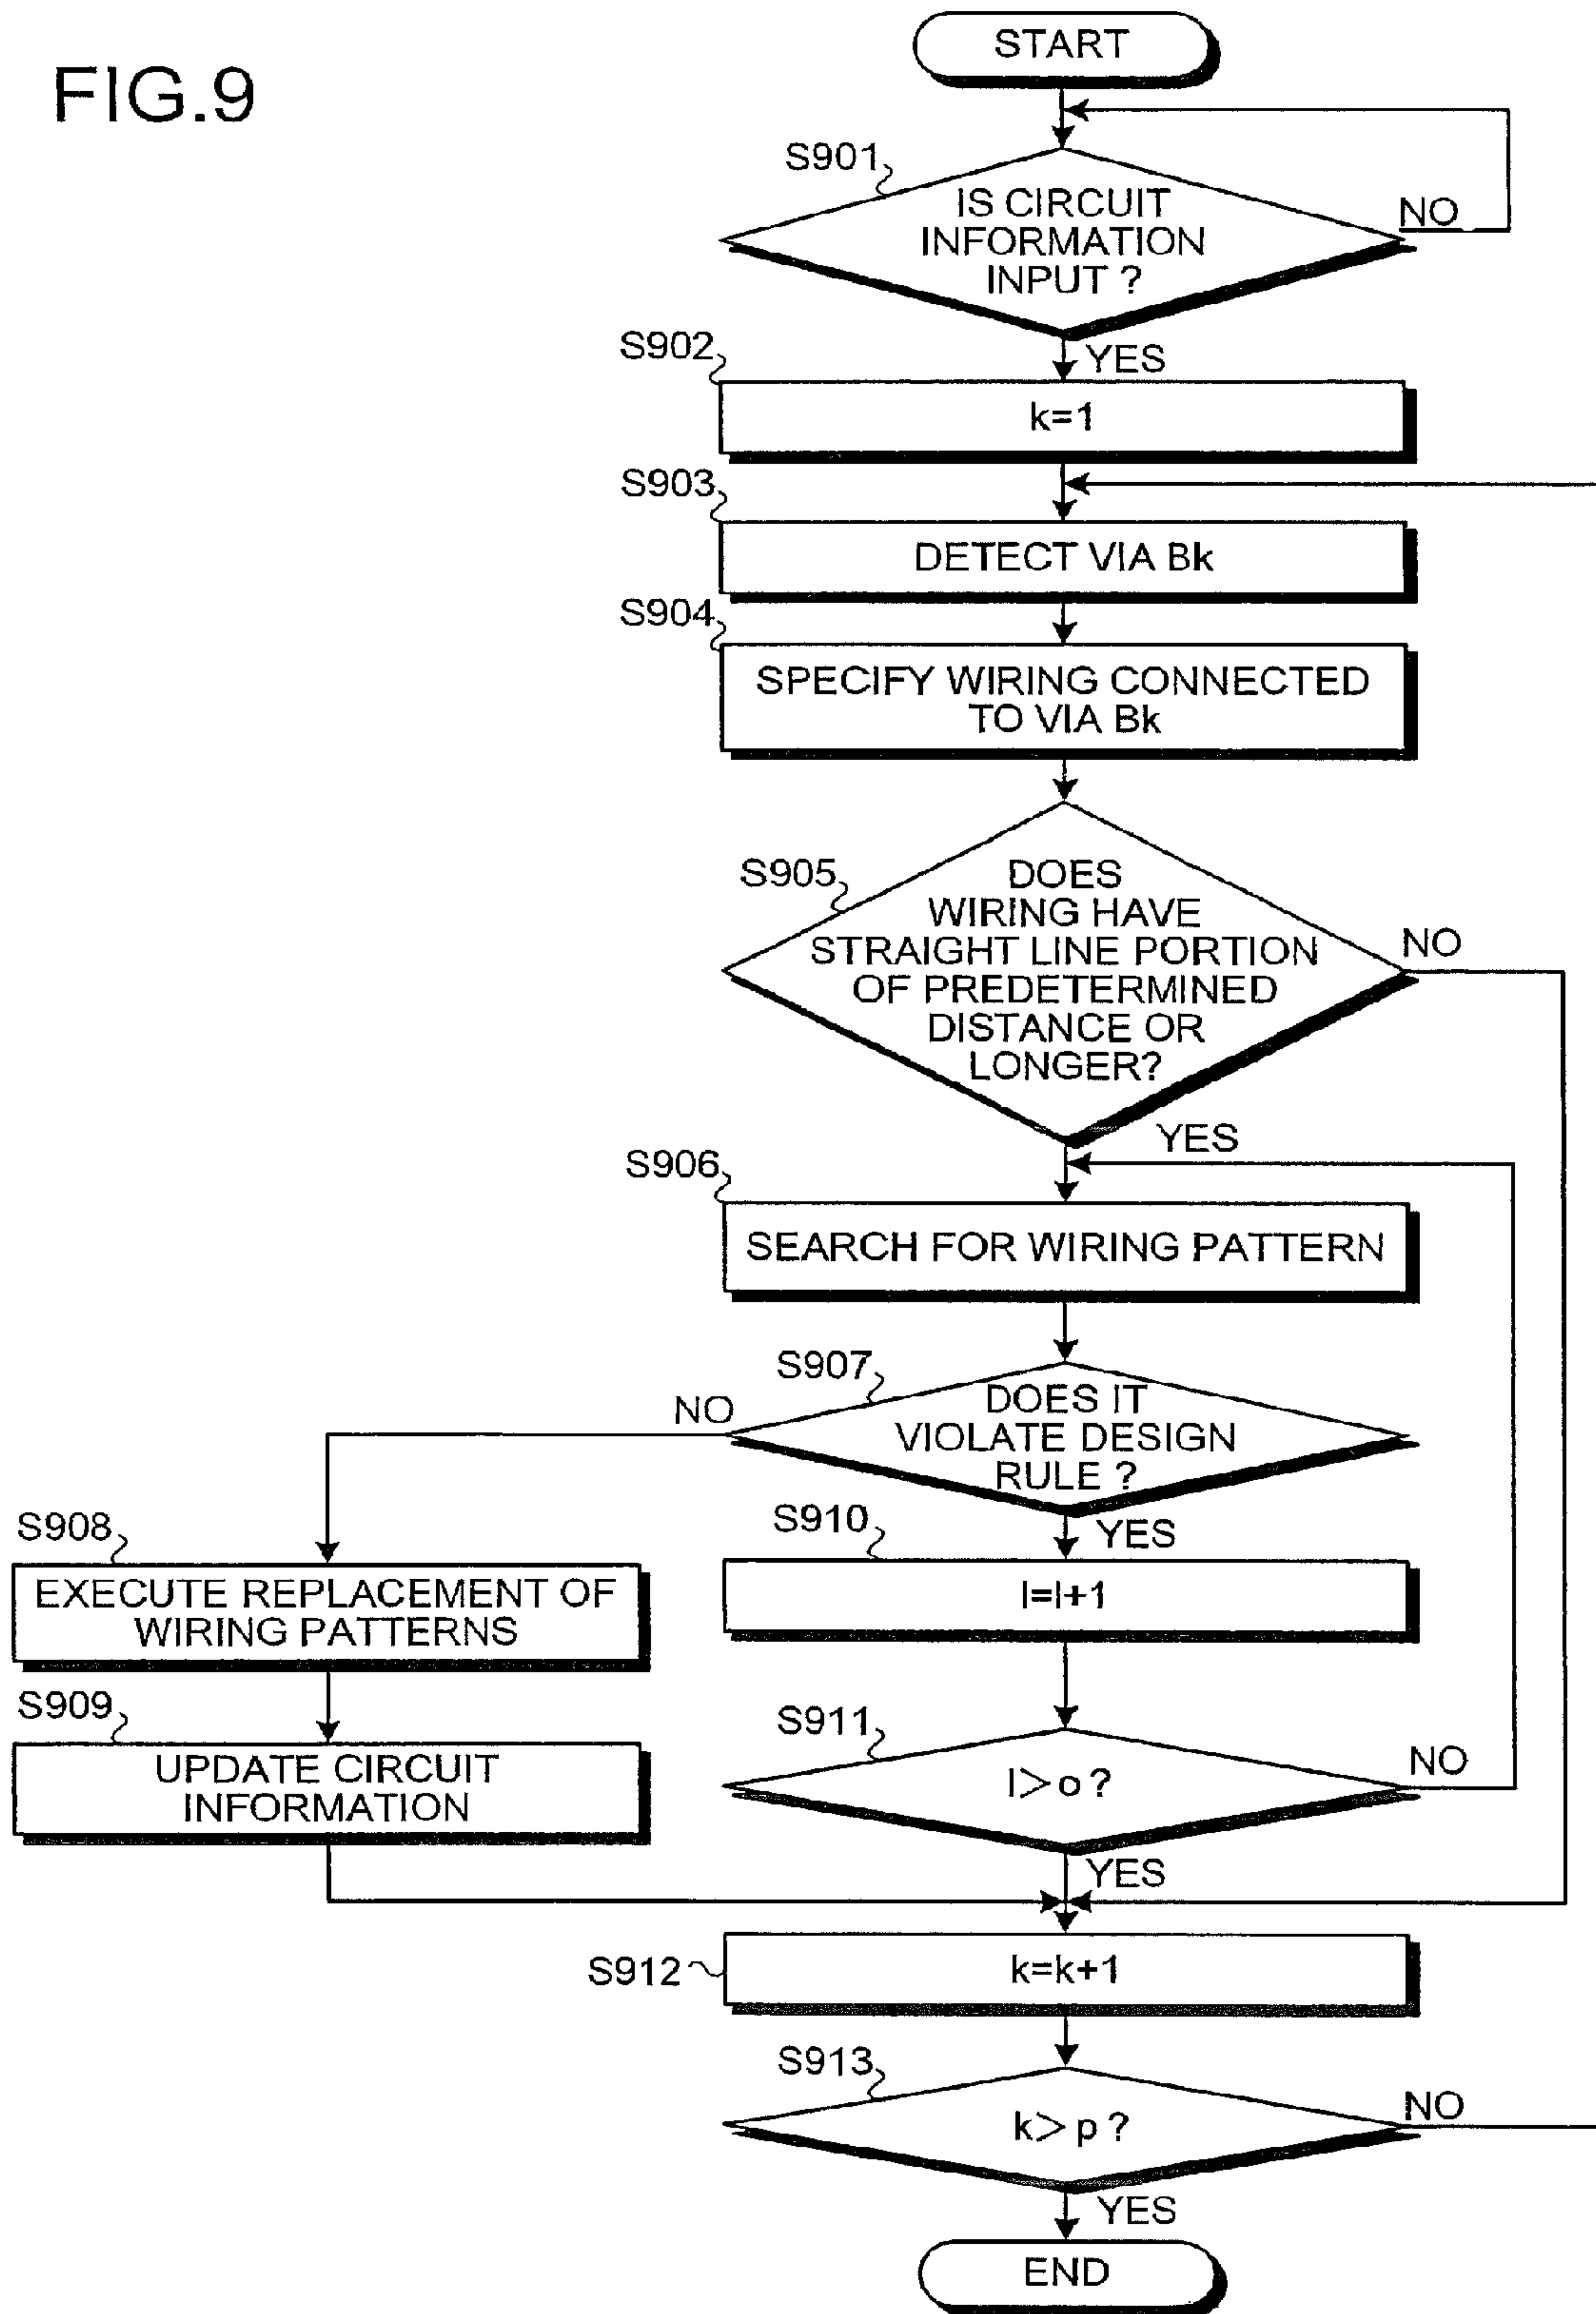 FIG.9
START
S901
IS CIRCUIT
INFORMATION
INPUT ?
NO
YES
S902
k=1
S903
DETECT VIA Bk
S904
SPECIFY WIRING CONNECTED
TO VIA Bk
S905
DOES
WIRING HAVE
STRAIGHT LINE PORTION
OF PREDETERMINED
DISTANCE OR
LONGER?
NO
YES
S906
SEARCH FOR WIRING PATTERN
S907
DOES IT
VIOLATE DESIGN
RULE ?
NO
YES
S908
EXECUTE REPLACEMENT OF
WIRING PATTERNS
S909
UPDATE CIRCUIT
INFORMATION
S910
l=l+1
S911
l>o ?
NO
YES
S912
k=k+1
S913
k>p ?
NO
YES
END